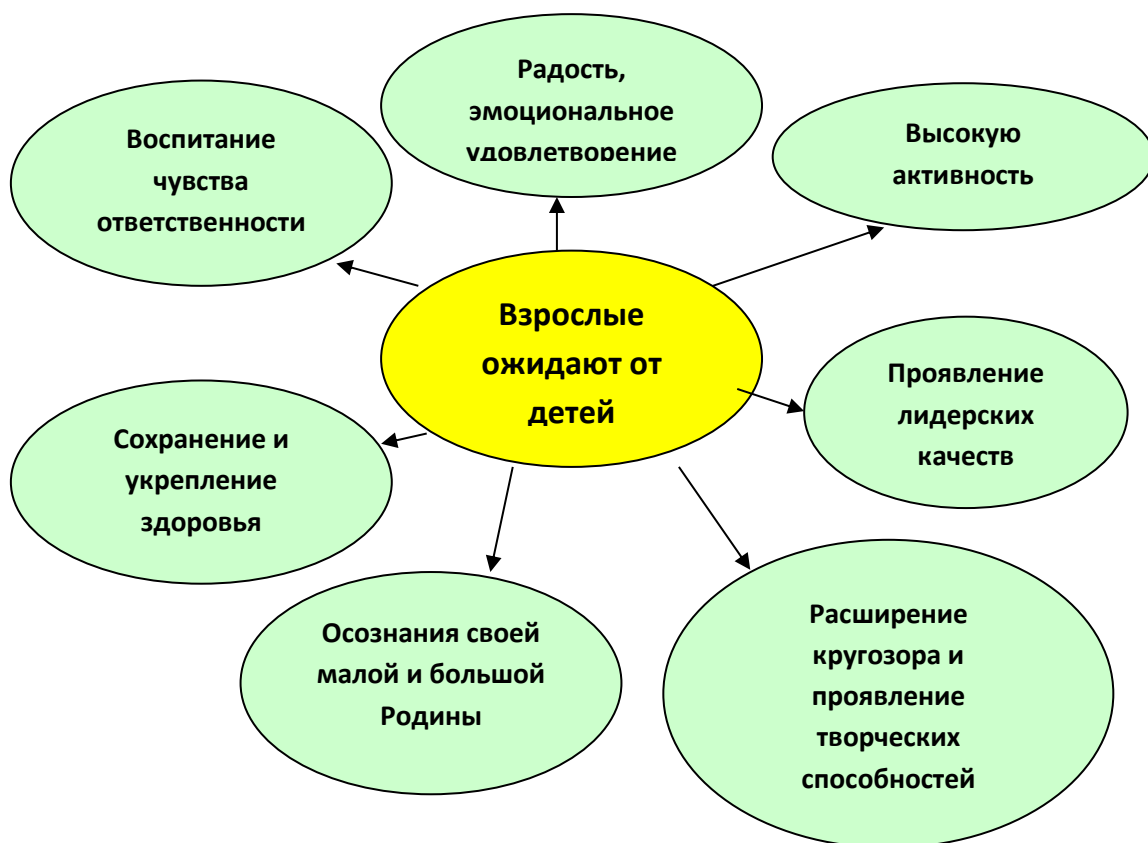 Радость,
эмоциональное
удовлетворение
Воспитание
чувства
ответственности
Высокую
активность
Взрослые
ожидают от
детей
Проявление
лидерских
качеств
Сохранение и
укрепление
здоровья
Осознания своей
малой и большой
Родины
Расширение
кругозора и
проявление
творческих
способностей